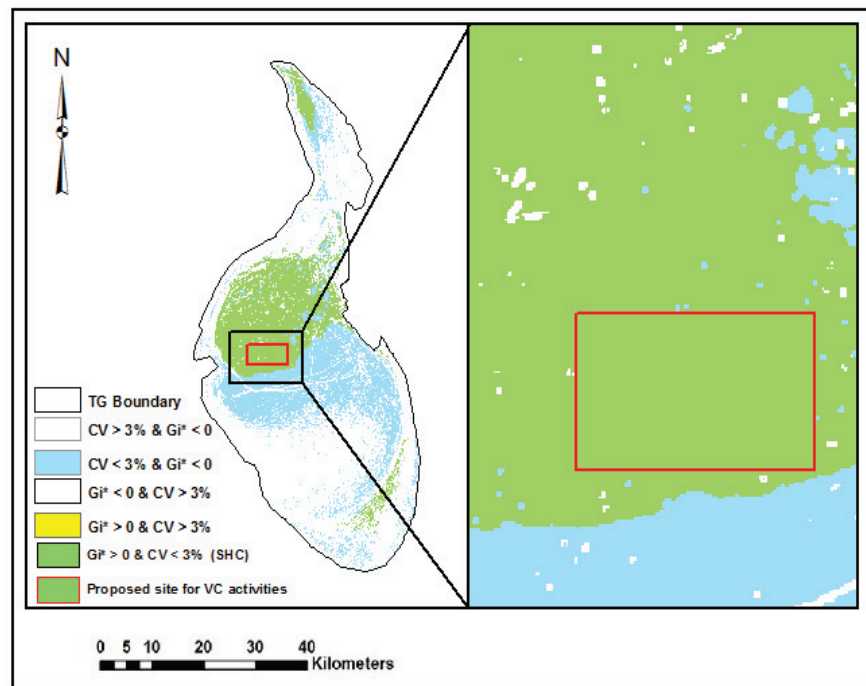 N
TG Boundary
CV > 3% & Gi* < 0
CV < 3% & Gi* < 0
Gi* < 0 & CV > 3%
Gi* > 0 & CV > 3%
Gi* > 0 & CV < 3% (SHC)
Proposed site for VC activities
0 5 10 20 30 40
Kilometers